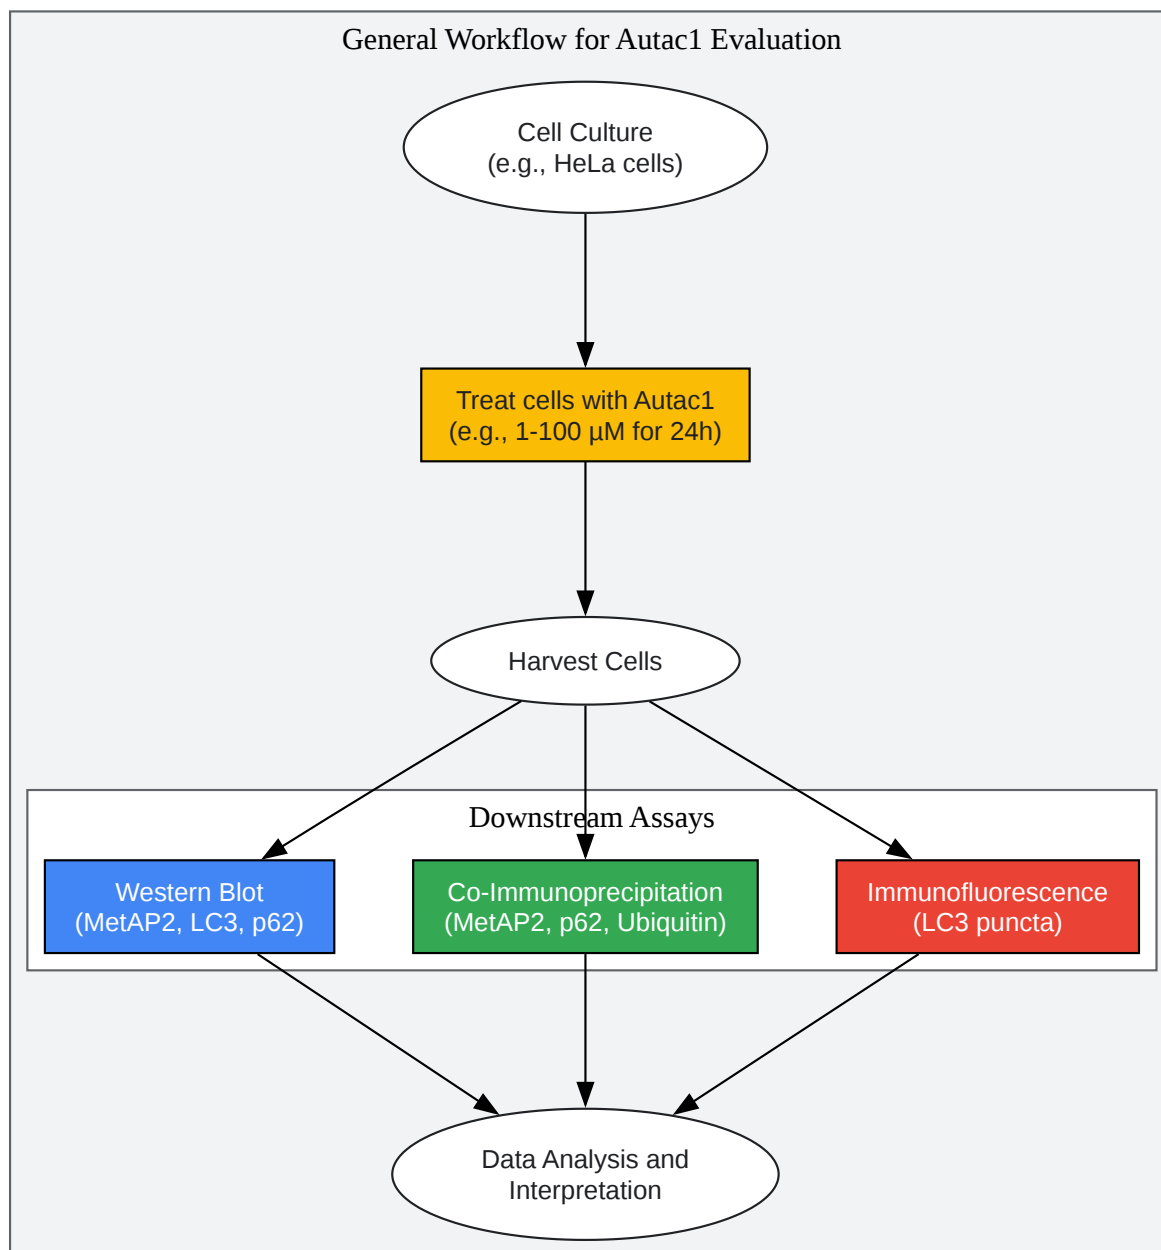 General Workflow for Autac1 Evaluation
Cell Culture
(e.g., HeLa cells)
Treat cells with Autac1
(e.g., 1-100 µM for 24h)
Harvest Cells
Downstream Assays
Western Blot
(MetAP2, LC3, p62)
Co-Immunoprecipitation
(MetAP2, p62, Ubiquitin)
Immunofluorescence
(LC3 puncta)
Data Analysis and
Interpretation